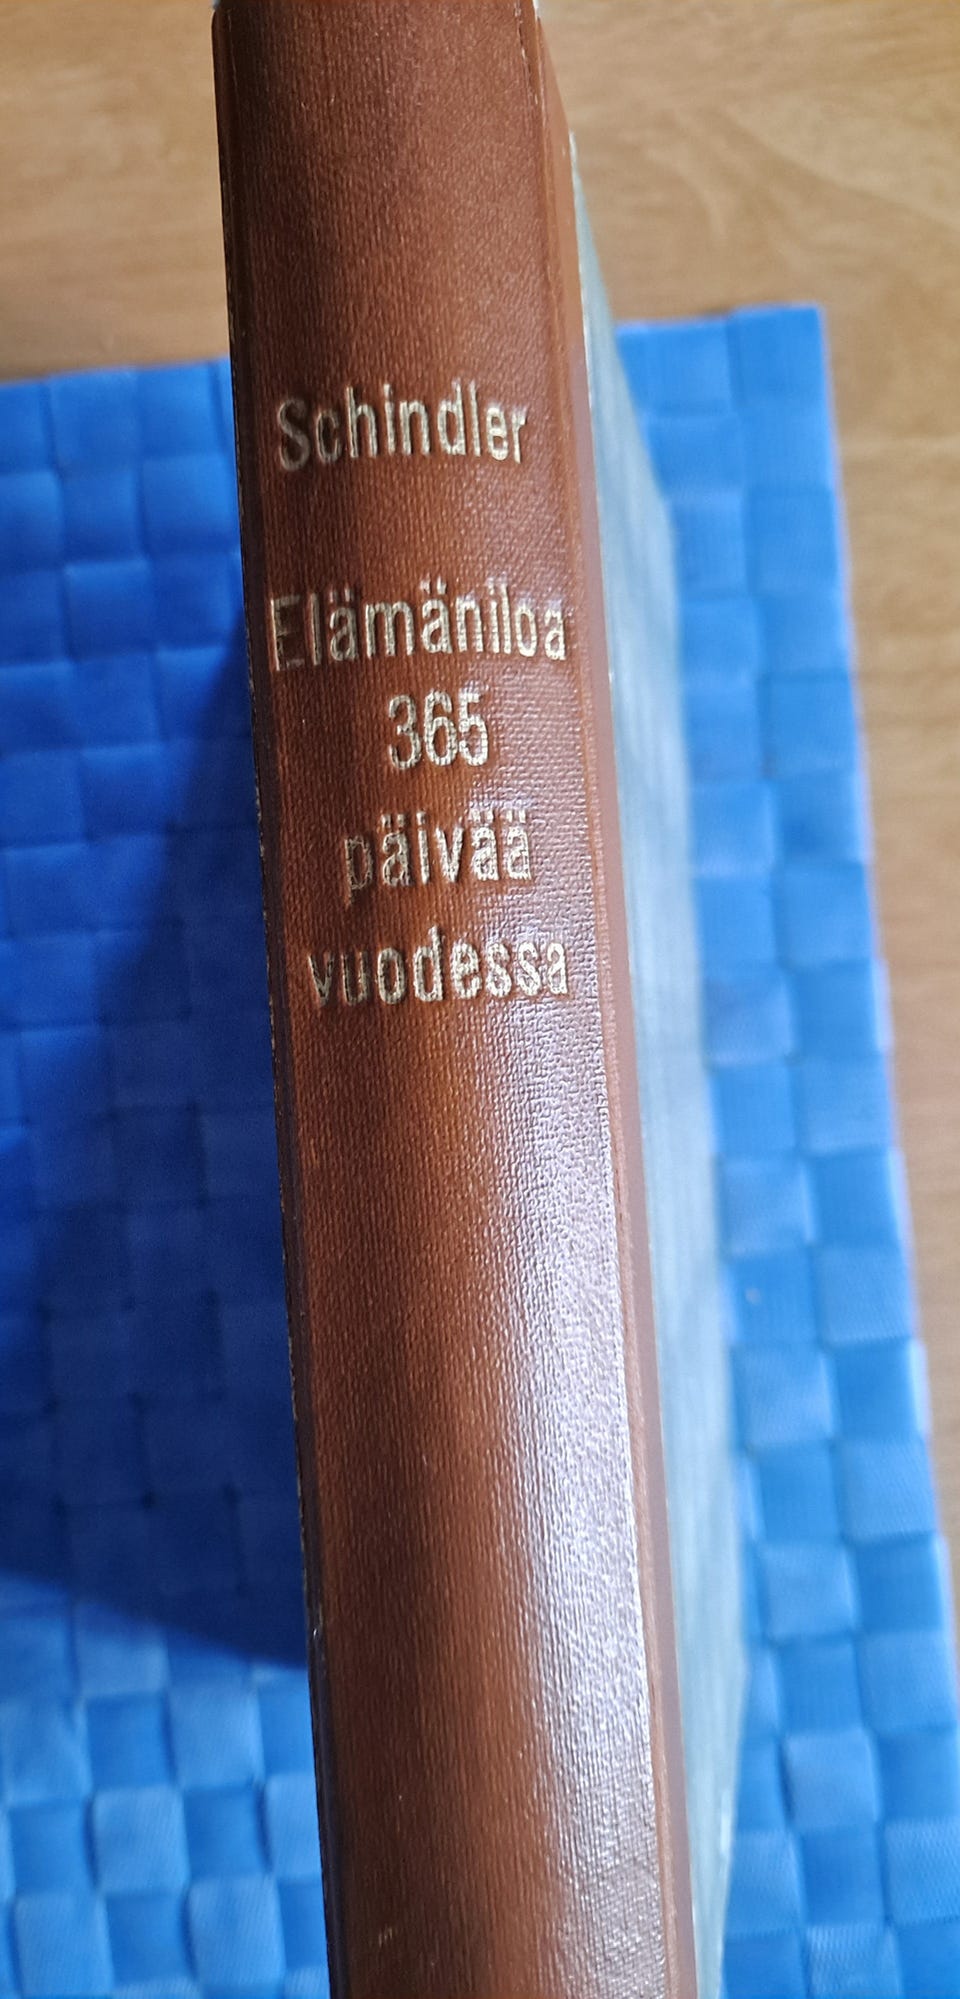 Schindler
Elämäniloa
365
päivää
vuodessa